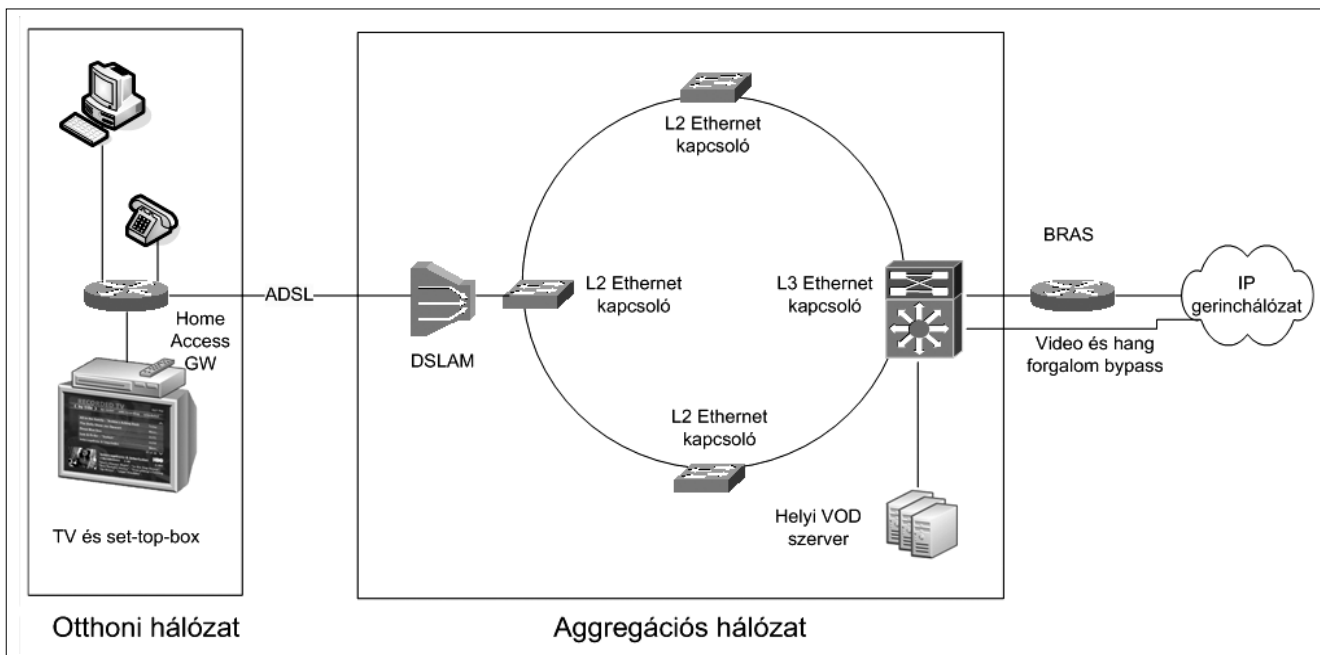 L2 Ethernet
kapcsoló
BRAS
L2 Ethernet
kapcsoló
L3 Ethernet
kapcsoló
IP
gerinchálózat
ADSL
Home
Access
GW
DSLAM
Video és hang
forgalom bypass
L2 Ethernet
kapcsoló
Helyi VOD
szerver
TV és set-top-box
Otthoni hálózat
Aggregációs hálózat